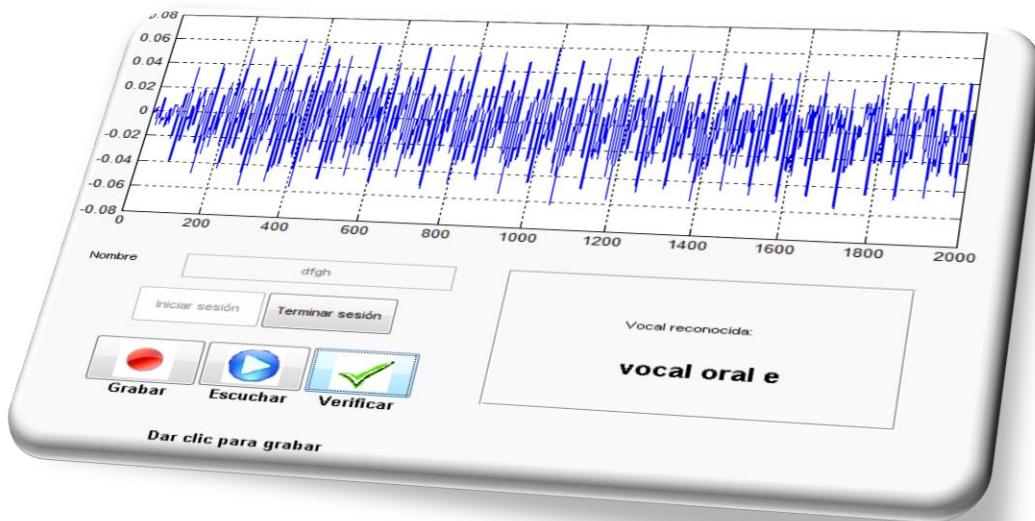 0.08
0.06
0.04
0.02
0
-0.02
-0.04
-0.06
-0.08
0 200 400 600 800 1000 1200 1400 1600 1800 2000
Nombre dfgh
Iniciar sesión Terminar sesión
Grabar Escuchar Verificar
Dar clic para grabar
Vocal reconocida:
vocal oral e